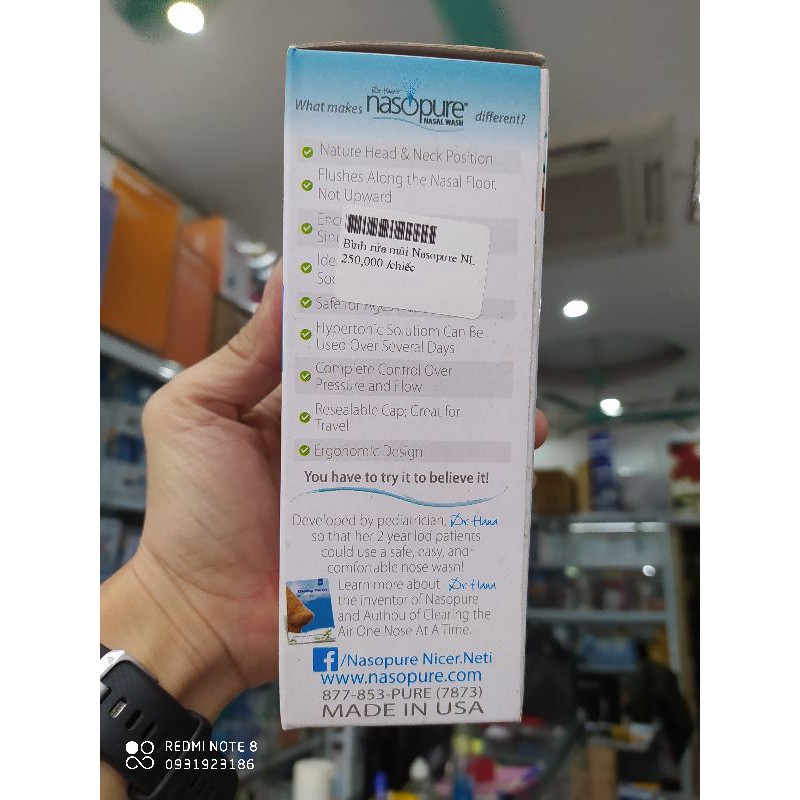 Dr. Hana's
What makes nasopure® different?
NASAL WASH
Nature Head & Neck Position
Flushes Along the Nasal Floor,
Not Upward
Bình rửa mũi Nasopure NL
250,000 /chiếc
Safe for Ages
Hypertonic Solutiom Can Be
Used Over Several Days
Complete Control Over
Pressure and Flow
Resealable Cap; Great for
Travel
Ergonomic Design
You have to try it to believe it!
Developed by pediatrician, Dr. Hana
so that her 2 year lod patients
could use a safe, easy, and
comfortable nose wash!
Learn more about Dr. Hana
the inventor of Nasopure
and Authou of Clearing the
Air One Nose At A Time.
f/Nasopure Nicer.Neti
www.nasopure.com
877-853-PURE (7873)
MADE IN USA
REDMI NOTE 8
0931923186